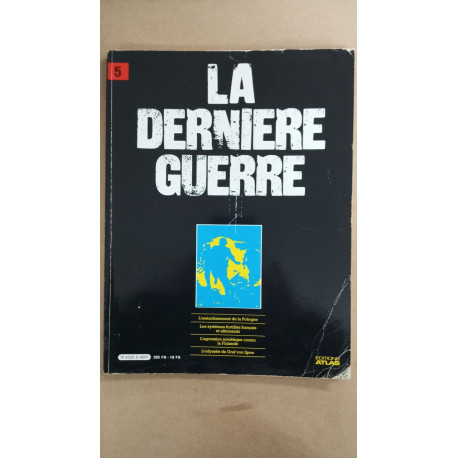 5
LA
DERNIERE
GUERRE
L'anéantissement de la Pologne
Les systèmes fortifiés français
et allemands
L'agression soviétique contre
la Finlande
L'odyssée du Graf von Spee
EDITIONS
ATLAS